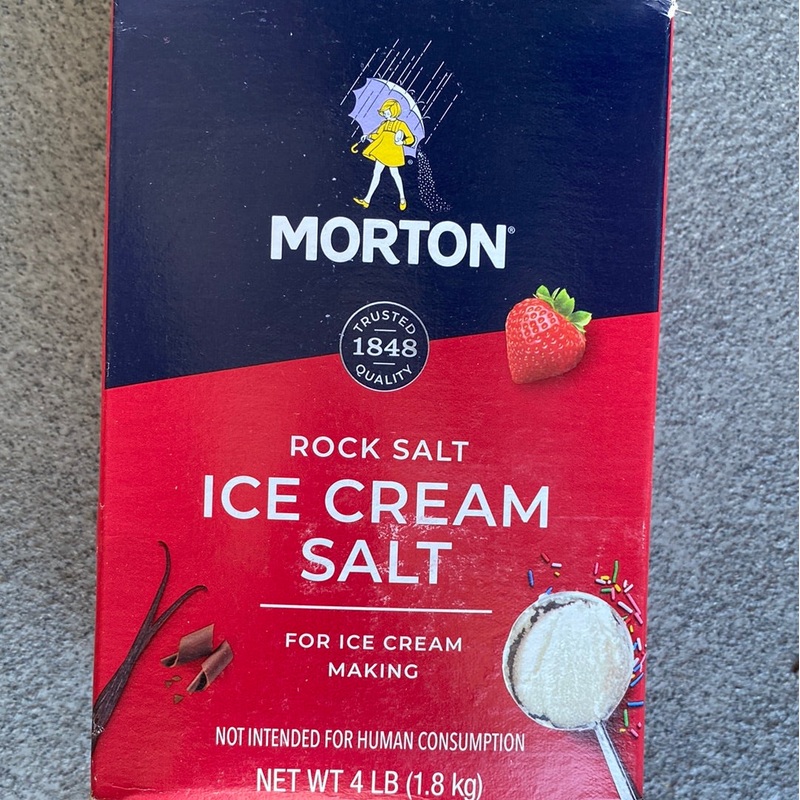 MORTON®
TRUSTED
1848
QUALITY
ROCK SALT
ICE CREAM
SALT
FOR ICE CREAM
MAKING
NOT INTENDED FOR HUMAN CONSUMPTION
NET WT 4 LB (1.8 kg)